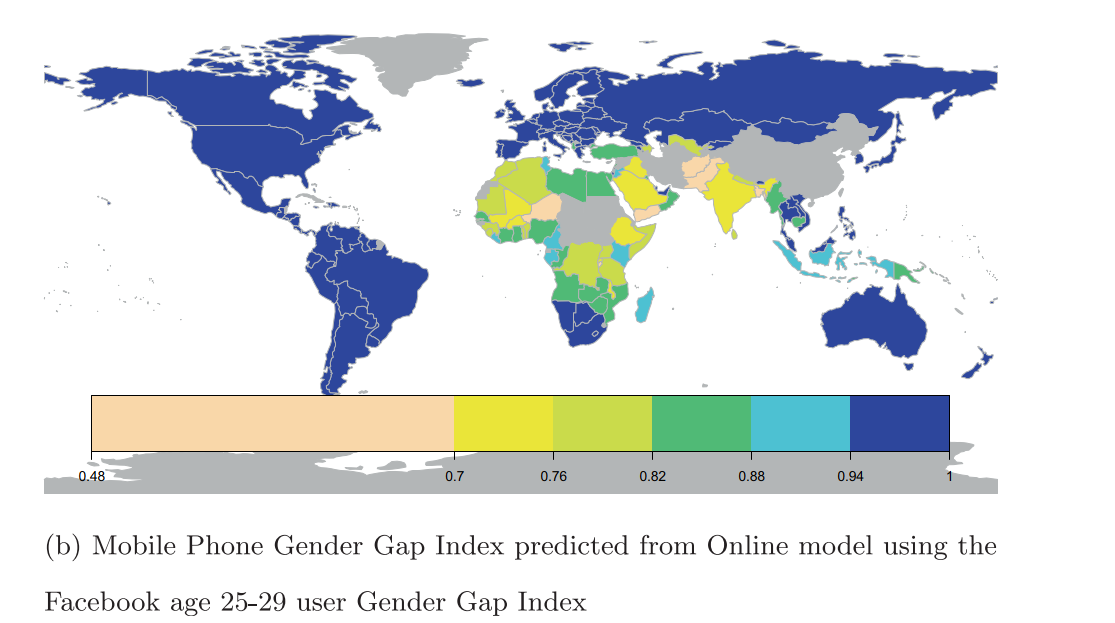 0.48 0.7 0.76 0.82 0.88 0.94 1
(b) Mobile Phone Gender Gap Index predicted from Online model using the
Facebook age 25-29 user Gender Gap Index